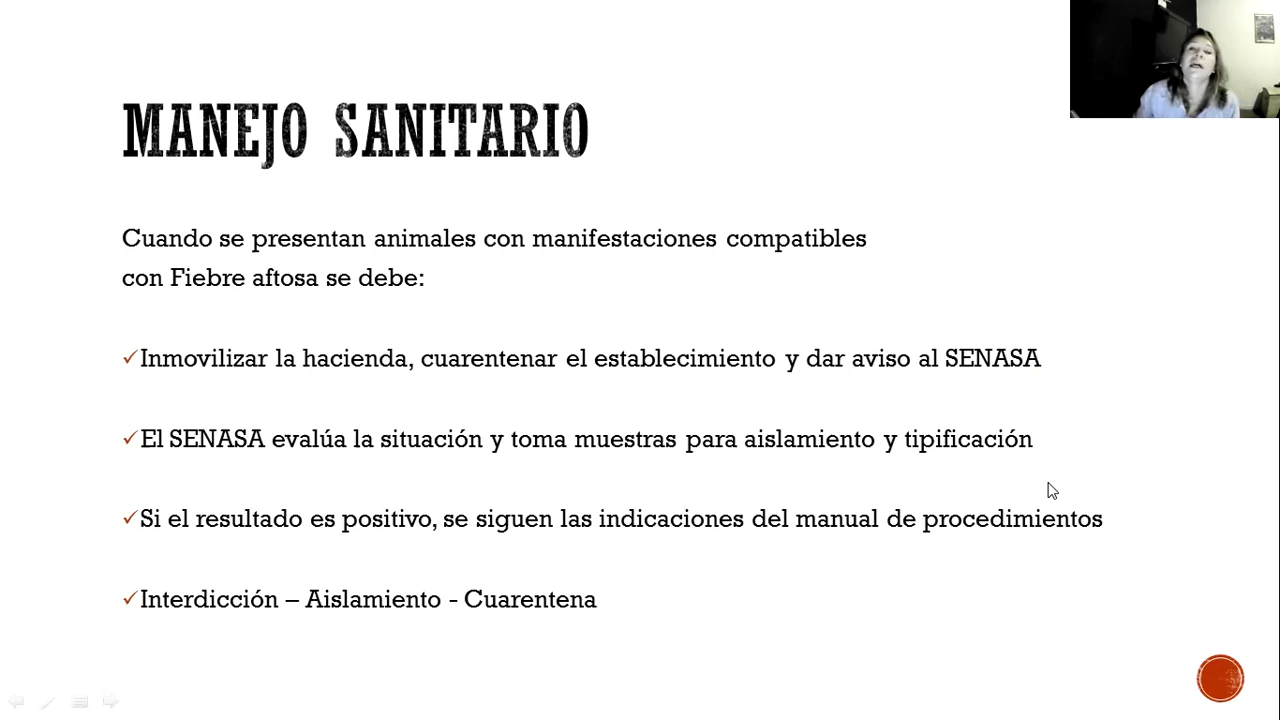 MANEJO SANITARIO
Cuando se presentan animales con manifestaciones compatibles
con Fiebre aftosa se debe:
✓Inmovilizar la hacienda, cuarentenar el establecimiento y dar aviso al SENASA
✓El SENASA evalúa la situación y toma muestras para aislamiento y tipificación
✓Si el resultado es positivo, se siguen las indicaciones del manual de procedimientos
✓Interdicción – Aislamiento - Cuarentena